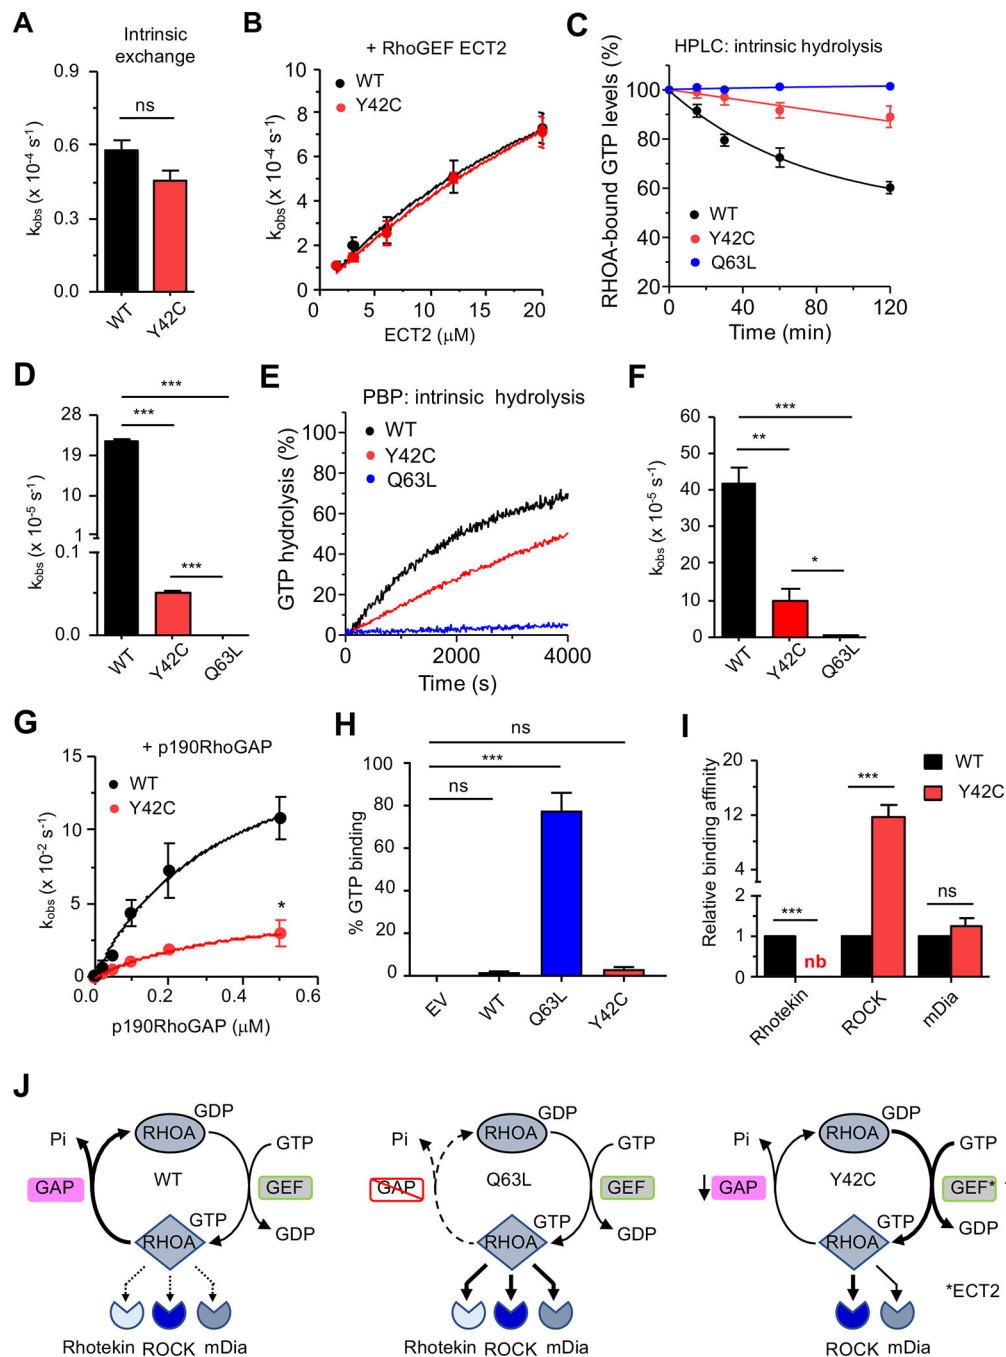 A
Intrinsic
exchange
ns
0.9
0.6
0.3
0.0
kobs (x 10-4 s-1)
WT
Y42C
B
+ RhoGEF ECT2
WT
Y42C
10
8
6
4
2
0
kobs (x 10-4 s-1)
0
5
10
15
20
ECT2 (μM)
C
HPLC: intrinsic hydrolysis
100
80
60
40
20
RHOA-bound GTP levels (%)
WT
Y42C
Q63L
0
40
80
120
Time (min)
D
***
***
***
28
19
10
1
0.1
0.0
kobs (x 10-5 s-1)
WT
Y42C
Q63L
E
PBP: intrinsic hydrolysis
WT
Y42C
Q63L
100
80
60
40
20
0
GTP hydrolysis (%)
0
2000
4000
Time (s)
F
***
**
*
60
50
40
30
20
10
0
kobs (x 10-5 s-1)
WT
Y42C
Q63L
G
+ p190RhoGAP
WT
Y42C
*
15
10
5
0
kobs (x 10-2 s-1)
0.0
0.2
0.4
0.6
p190RhoGAP (μM)
H
ns
***
ns
100
80
60
40
20
0
% GTP binding
EV
WT
Q63L
Y42C
I
WT
Y42C
***
***
ns
nb
20
12
4
2
1
0
Relative binding affinity
Rhotekin
ROCK
mDia
J
GDP
RHOA
Pi
GTP
WT
GAP
GEF
GTP
GDP
RHOA
Rhotekin ROCK mDia
GDP
RHOA
Pi
GTP
Q63L
GAP
GEF
GTP
GDP
RHOA
Rhotekin ROCK mDia
GDP
RHOA
Pi
GTP
Y42C
GAP
GEF*
GTP
GDP
RHOA
*ECT2
ROCK mDia